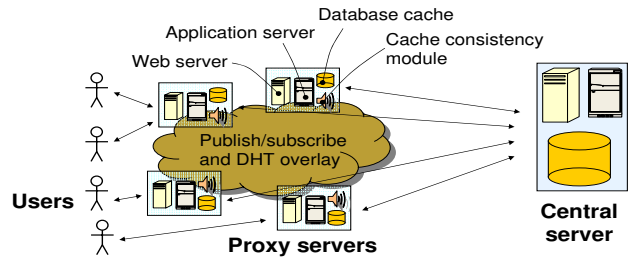 Database cache
Application server
Cache consistency
module
Web server
Publish/subscribe
and DHT overlay
Users
Proxy servers
Central
server